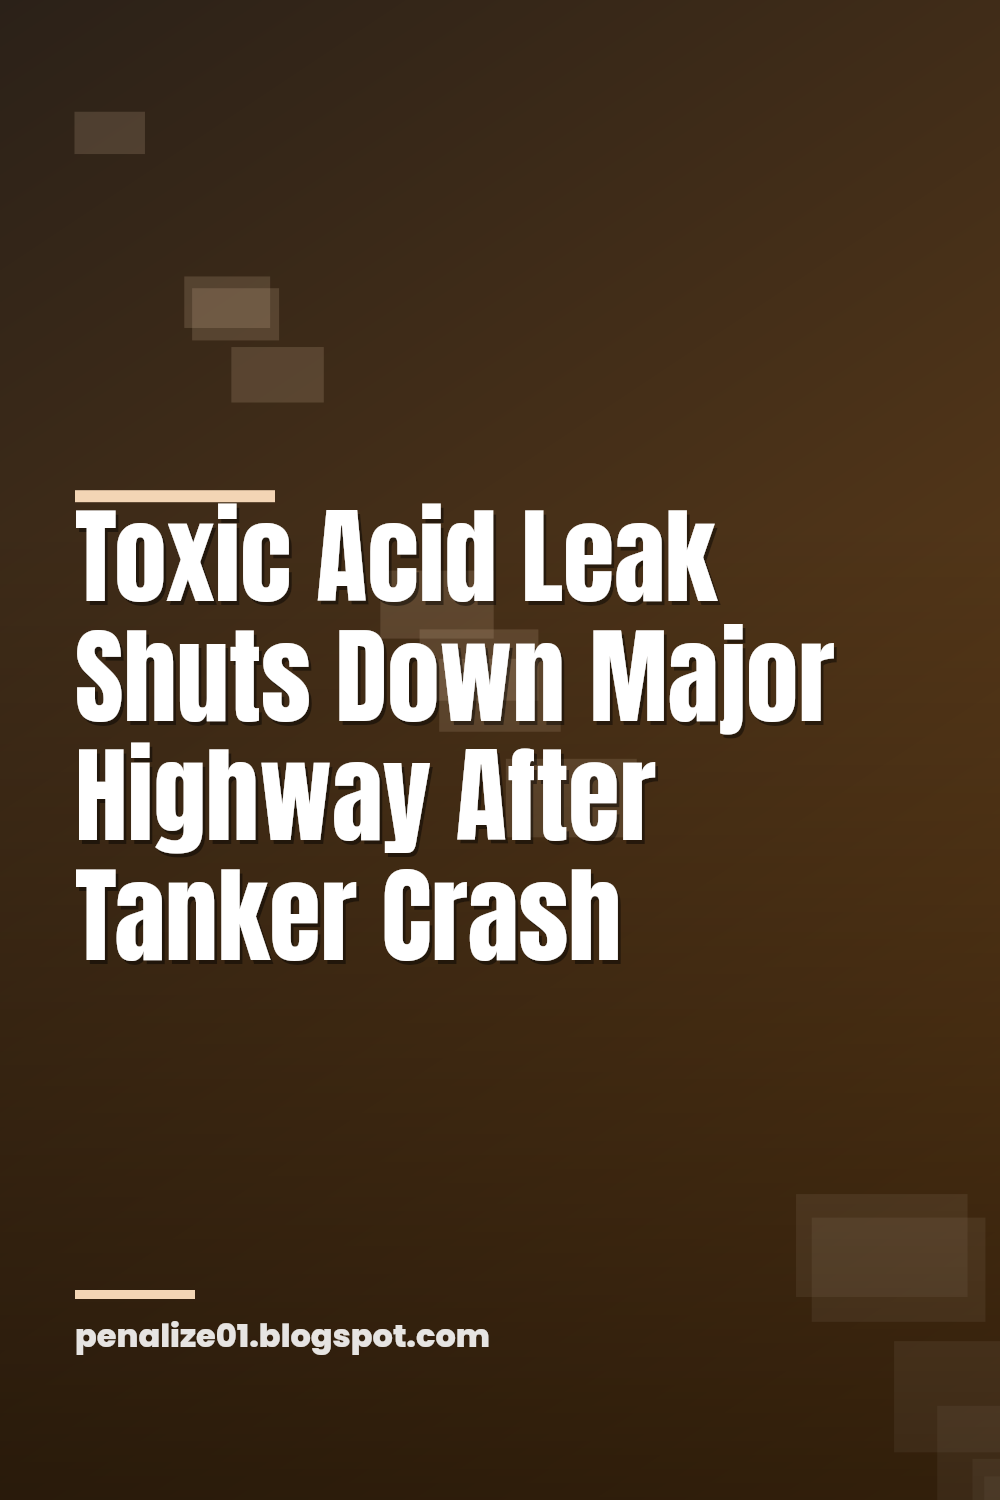 Toxic Acid Leak
Shuts Down Major
Highway After
Tanker Crash
penalize01.blogspot.com